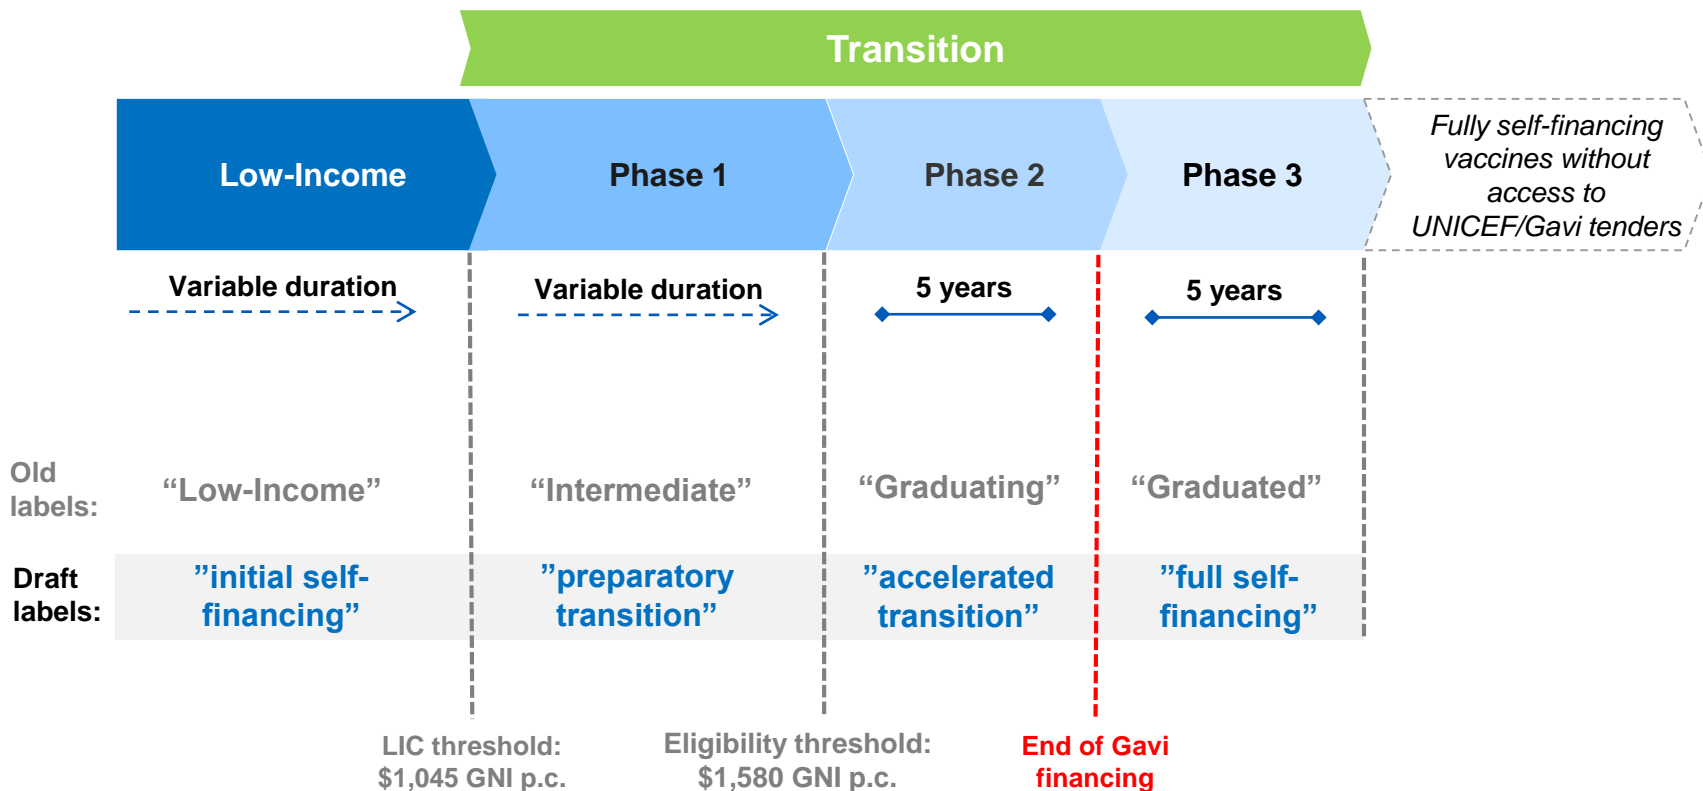 Transition
Low-Income
Phase 1
Phase 2
Phase 3
Fully self-financing
vaccines without
access to
UNICEF/Gavi tenders
Variable duration
Variable duration
5 years
5 years
Old
labels:
“Low-Income”
“Intermediate”
“Graduating”
“Graduated”
Draft
labels:
”initial self-
financing”
”preparatory
transition”
”accelerated
transition”
”full self-
financing”
LIC threshold:
$1,045 GNI p.c.
Eligibility threshold:
$1,580 GNI p.c.
End of Gavi
financing